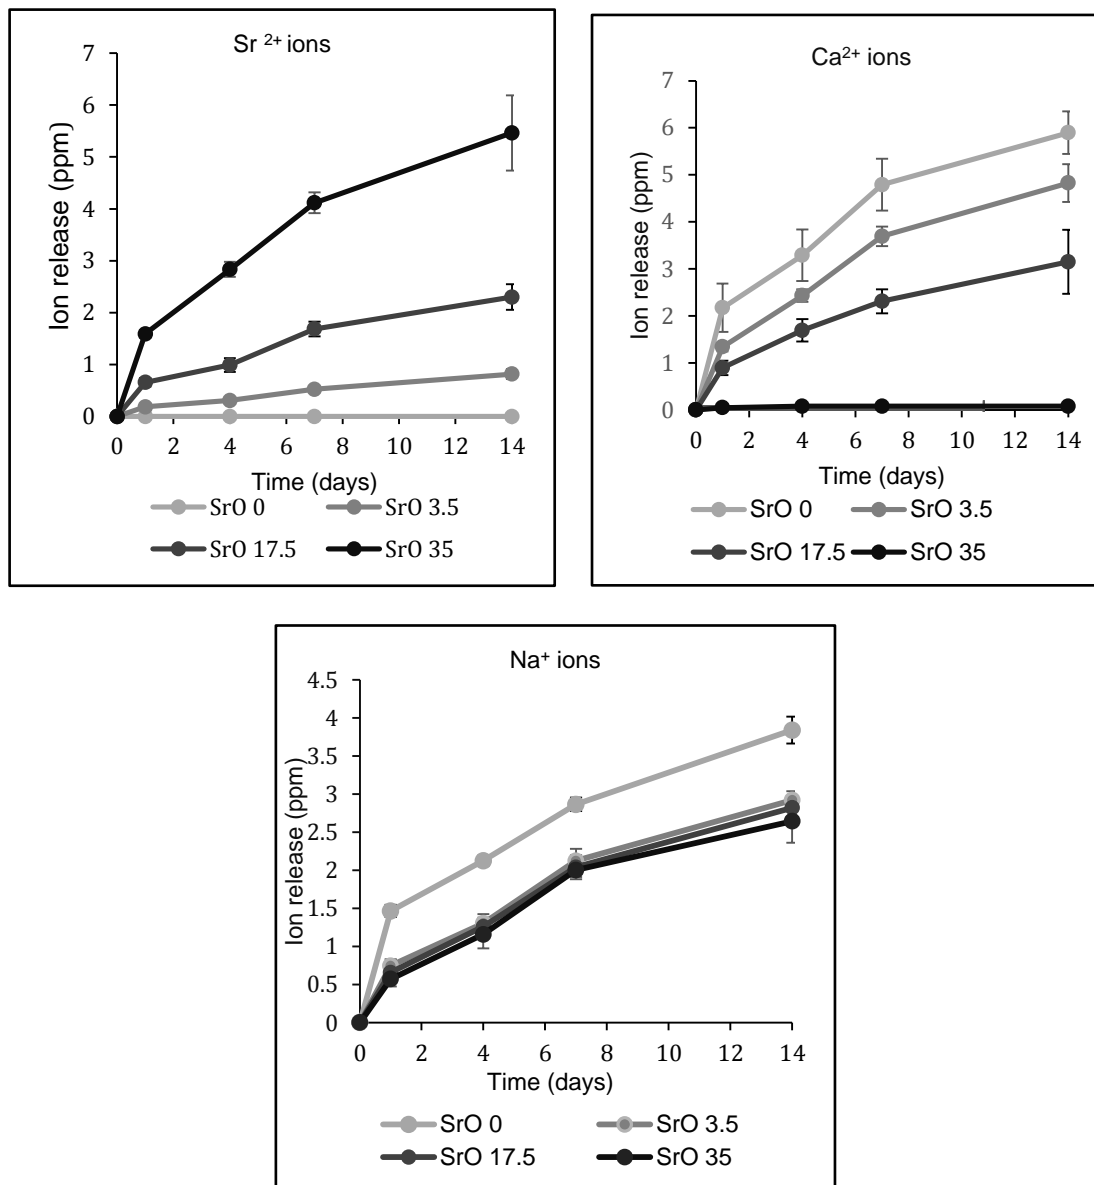 Sr 2+ ions
7
6
5
4
3
2
1
0
Ion release (ppm)
0 2 4 6 8 10 12 14
Time (days)
SrO 0 SrO 3.5
SrO 17.5 SrO 35
Ca2+ ions
7
6
5
4
3
2
1
0
Ion release (ppm)
0 2 4 6 8 10 12 14
Time (days)
SrO 0 SrO 3.5
SrO 17.5 SrO 35
Na+ ions
4.5
4
3.5
3
2.5
2
1.5
1
0.5
0
Ion release (ppm)
0 2 4 6 8 10 12 14
Time (days)
SrO 0 SrO 3.5
SrO 17.5 SrO 35